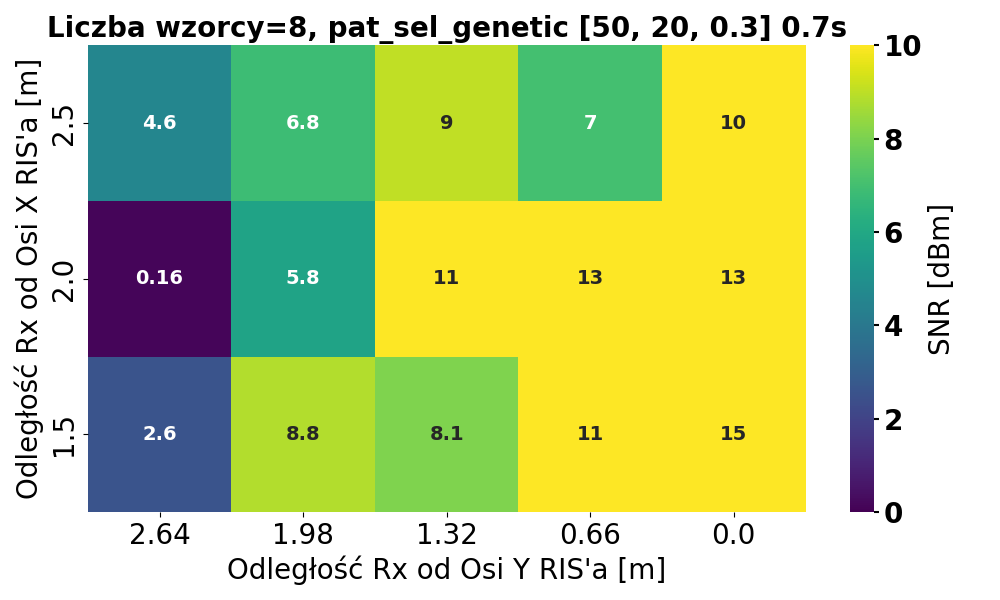 Liczba wzorcy=8, pat_sel_genetic [50, 20, 0.3] 0.7s
Odległość Rx od Osi X RIS'a [m]
2.5
4.6 6.8 9 7 10
2.0
0.16 5.8 11 13 13
1.5
2.6 8.8 8.1 11 15
2.64 1.98 1.32 0.66 0.0
Odległość Rx od Osi Y RIS'a [m]
10
8
6
4
2
0
SNR [dBm]